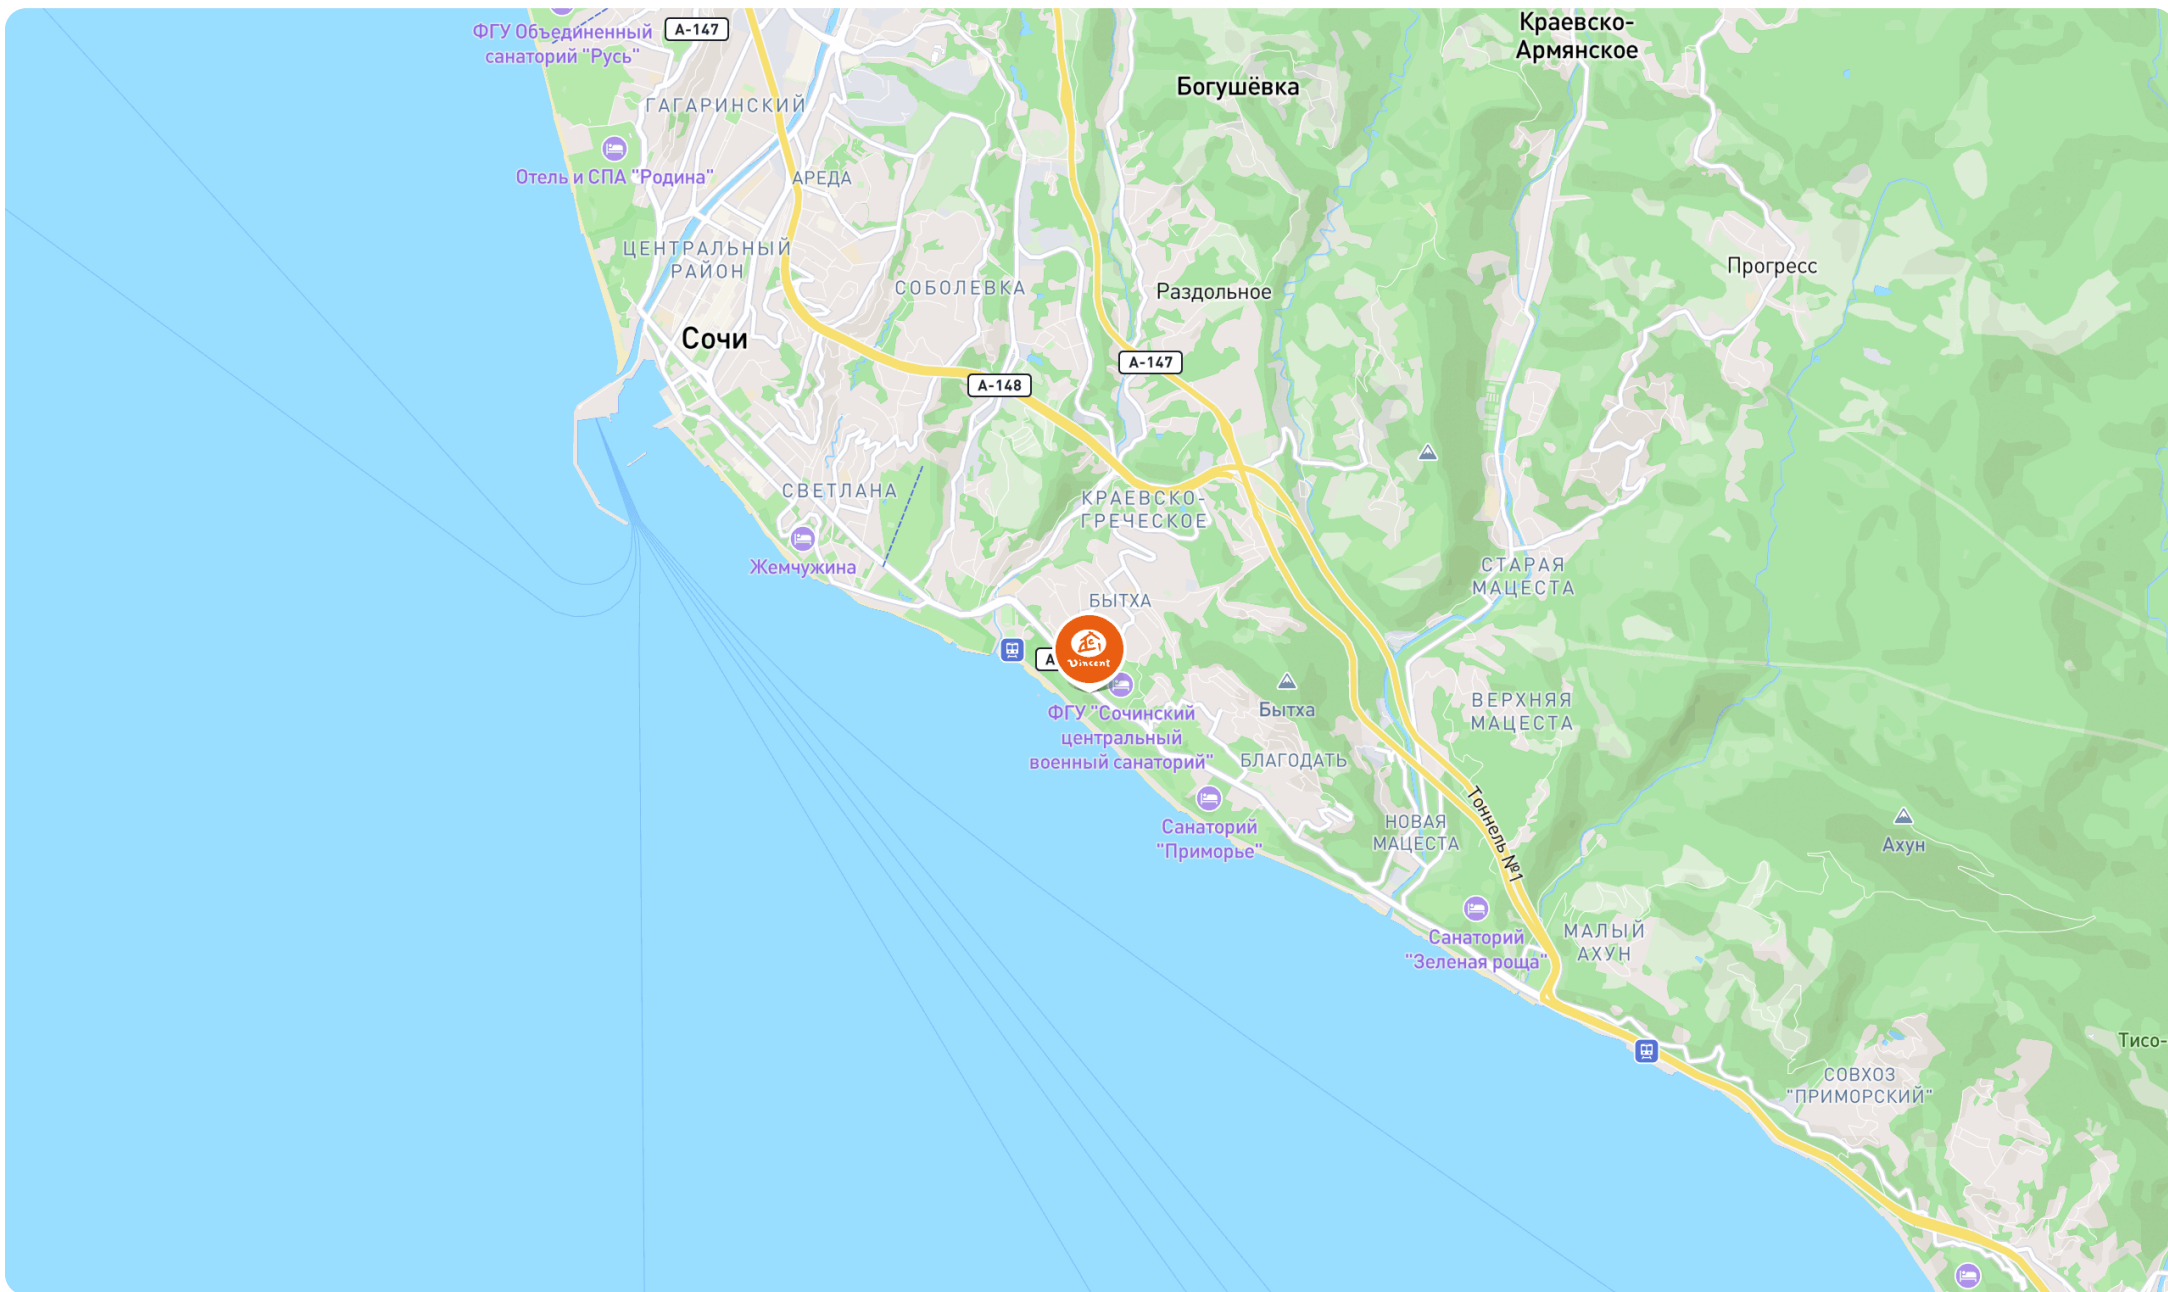 ФГУ Объединенный
санаторий "Русь"
А-147
Краевско-
Армянское
Богушёвка
ГАГАРИНСКИЙ
Отель и СПА "Родина"
АРЕДА
ЦЕНТРАЛЬНЫЙ
РАЙОН
СОБОЛЕВКА
Раздольное
Прогресс
Сочи
А-147
А-148
СВЕТЛАНА
КРАЕВСКО-
ГРЕЧЕСКОЕ
Жемчужина
СТАРАЯ
МАЦЕСТА
БЫТХА
А
Vincent
ФГУ "Сочинский
центральный
военный санаторий"
Бытха
ВЕРХНЯЯ
МАЦЕСТА
БЛАГОДАТЬ
Санаторий
"Приморье"
НОВАЯ
МАЦЕСТА
Тоннель №1
Ахун
Санаторий
"Зеленая роща"
МАЛЫЙ
АХУН
Тисо-
СОВХОЗ
"ПРИМОРСКИЙ"